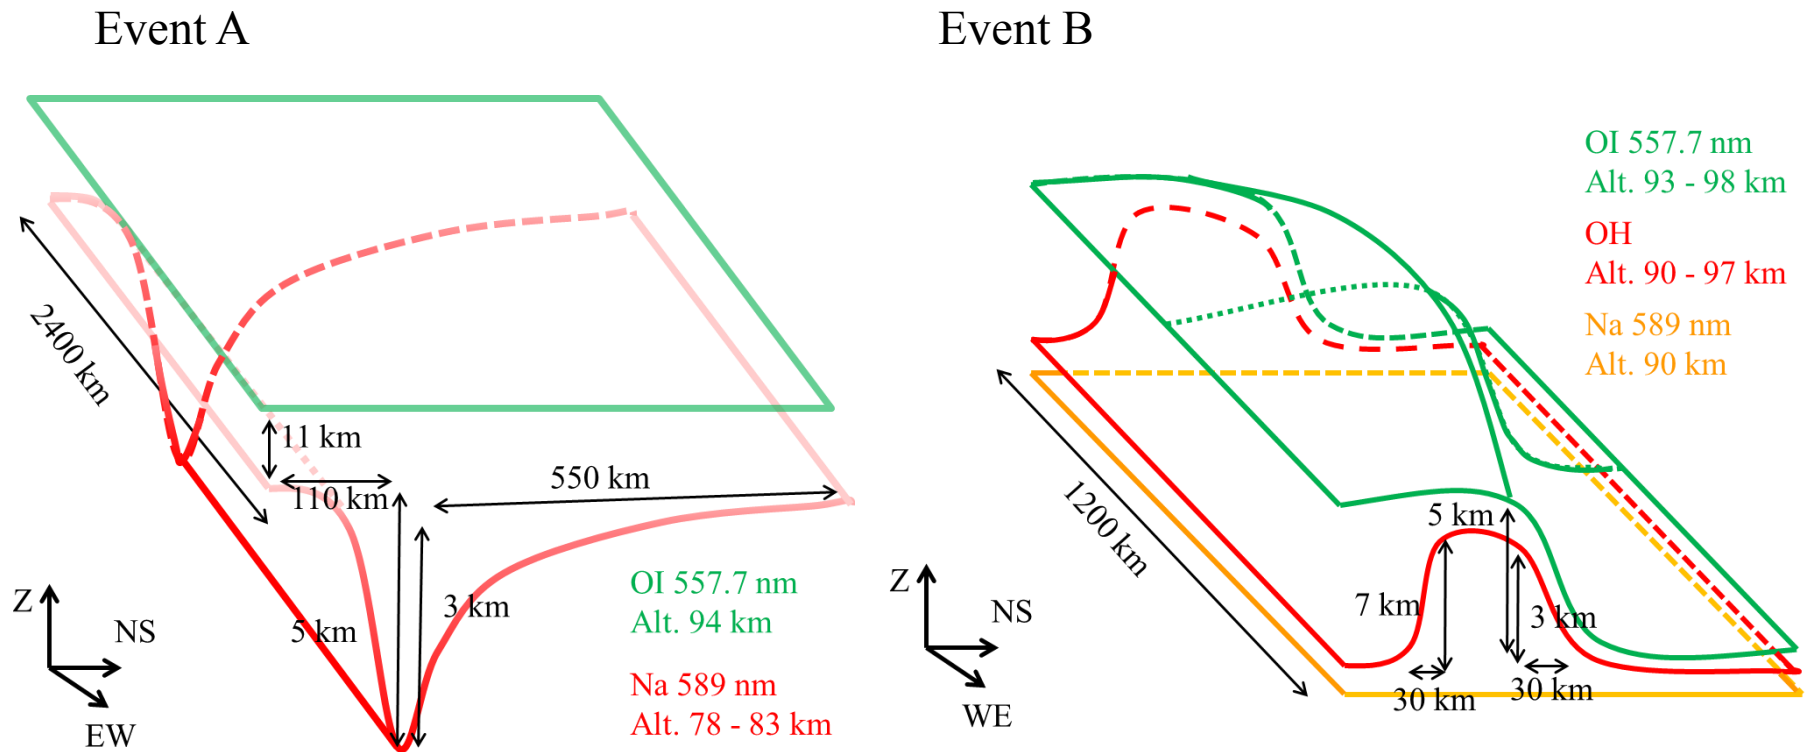 Event A
Event B
OI 557.7 nm
Alt. 93 - 98 km
OH
Alt. 90 - 97 km
Na 589 nm
Alt. 90 km
2400 km
11 km
110 km
550 km
5 km
3 km
OI 557.7 nm
Alt. 94 km
Na 589 nm
Alt. 78 - 83 km
Z
NS
EW
1200 km
5 km
7 km
3 km
30 km
30 km
Z
NS
WE